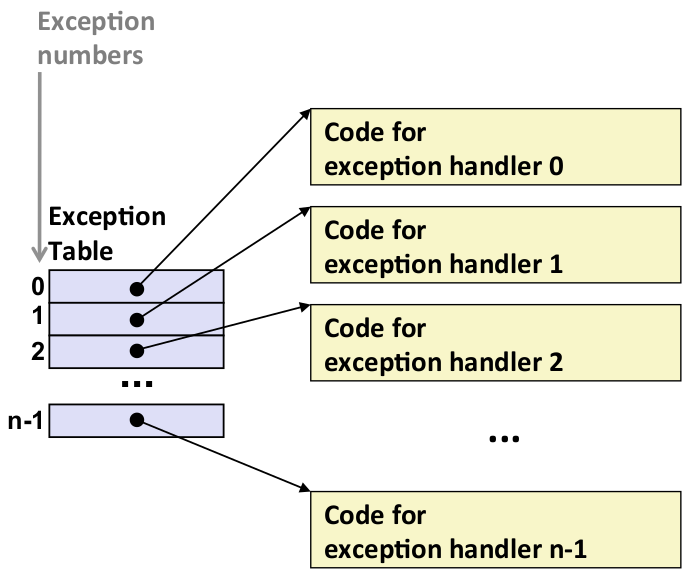 Exception
numbers
Code for
exception handler 0
Exception
Table
Code for
exception handler 1
0
1
2
Code for
exception handler 2
...
n-1
...
Code for
exception handler n-1